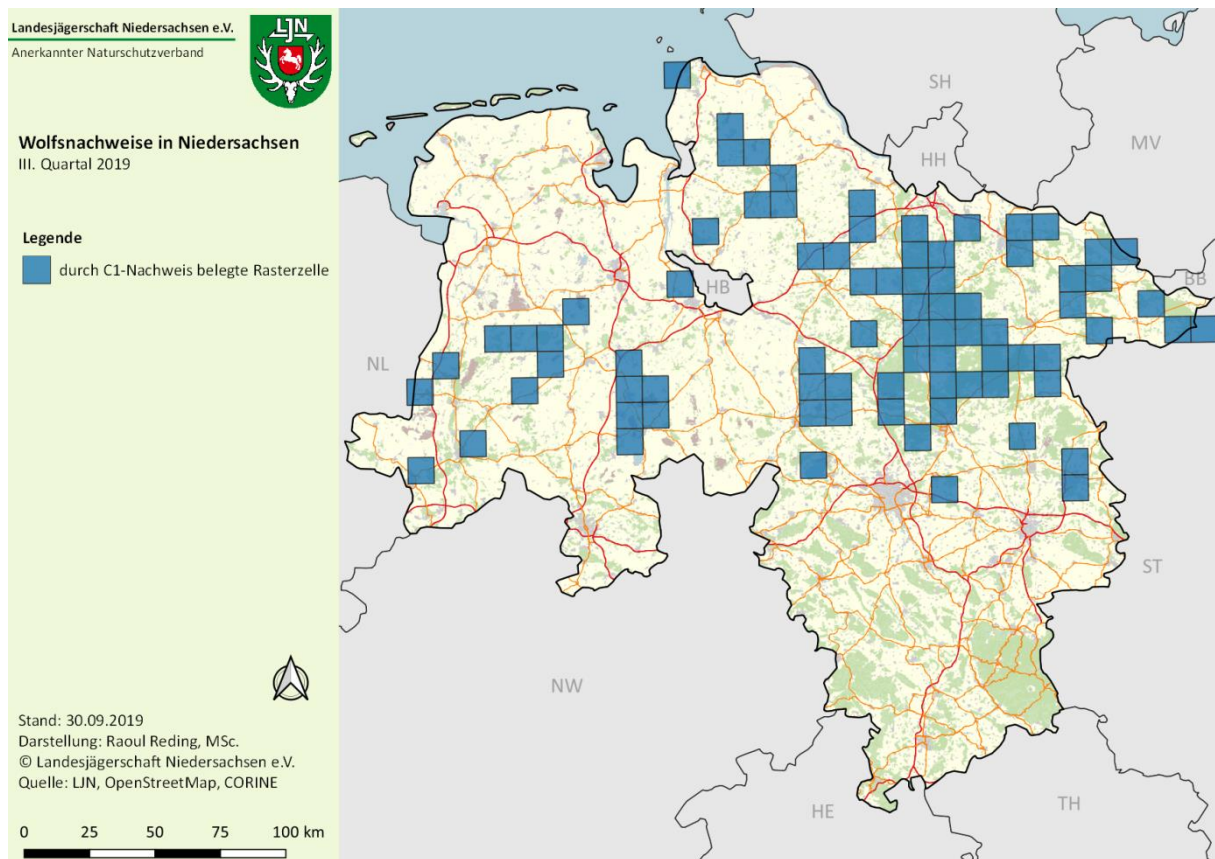 Landesjägerschaft Niedersachsen e.V.
Anerkannter Naturschutzverband
LJN
Wolfsnachweise in Niedersachsen
III. Quartal 2019
Legende
durch C1-Nachweis belegte Rasterzelle
Stand: 30.09.2019
Darstellung: Raoul Reding, MSc.
© Landesjägerschaft Niedersachsen e.V.
Quelle: LJN, OpenStreetMap, CORINE
0 25 50 75 100 km
SH
MV
HH
HB
BB
NL
ST
NW
HE
TH